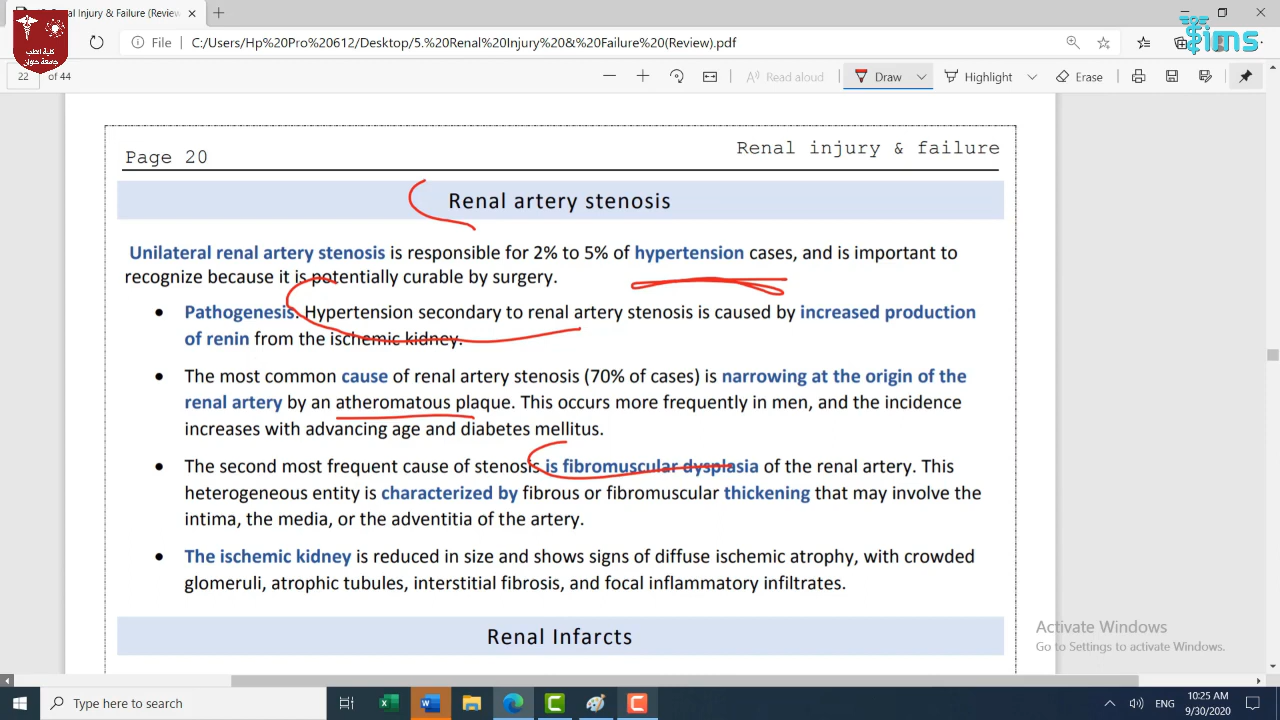 Renal Injury & Failure (Review
File
C:/Users/Hp%20Pro%20612/Desktop/5.%20Renal%20Injury%20&%20Failure%20(Review).pdf
22 of 44
Read aloud
Draw
Highlight
Erase
كلية الطب
جامعة حلوان
ims
Page 20
Renal injury & failure
Renal artery stenosis
Unilateral renal artery stenosis is responsible for 2% to 5% of hypertension cases, and is important to
recognize because it is potentially curable by surgery.
• Pathogenesis. Hypertension secondary to renal artery stenosis is caused by increased production
of renin from the ischemic kidney.
• The most common cause of renal artery stenosis (70% of cases) is narrowing at the origin of the
renal artery by an atheromatous plaque. This occurs more frequently in men, and the incidence
increases with advancing age and diabetes mellitus.
• The second most frequent cause of stenosis is fibromuscular dysplasia of the renal artery. This
heterogeneous entity is characterized by fibrous or fibromuscular thickening that may involve the
intima, the media, or the adventitia of the artery.
• The ischemic kidney is reduced in size and shows signs of diffuse ischemic atrophy, with crowded
glomeruli, atrophic tubules, interstitial fibrosis, and focal inflammatory infiltrates.
Renal Infarcts
Activate Windows
Go to Settings to activate Windows.
Type here to search
ENG
10:25 AM
9/30/2020